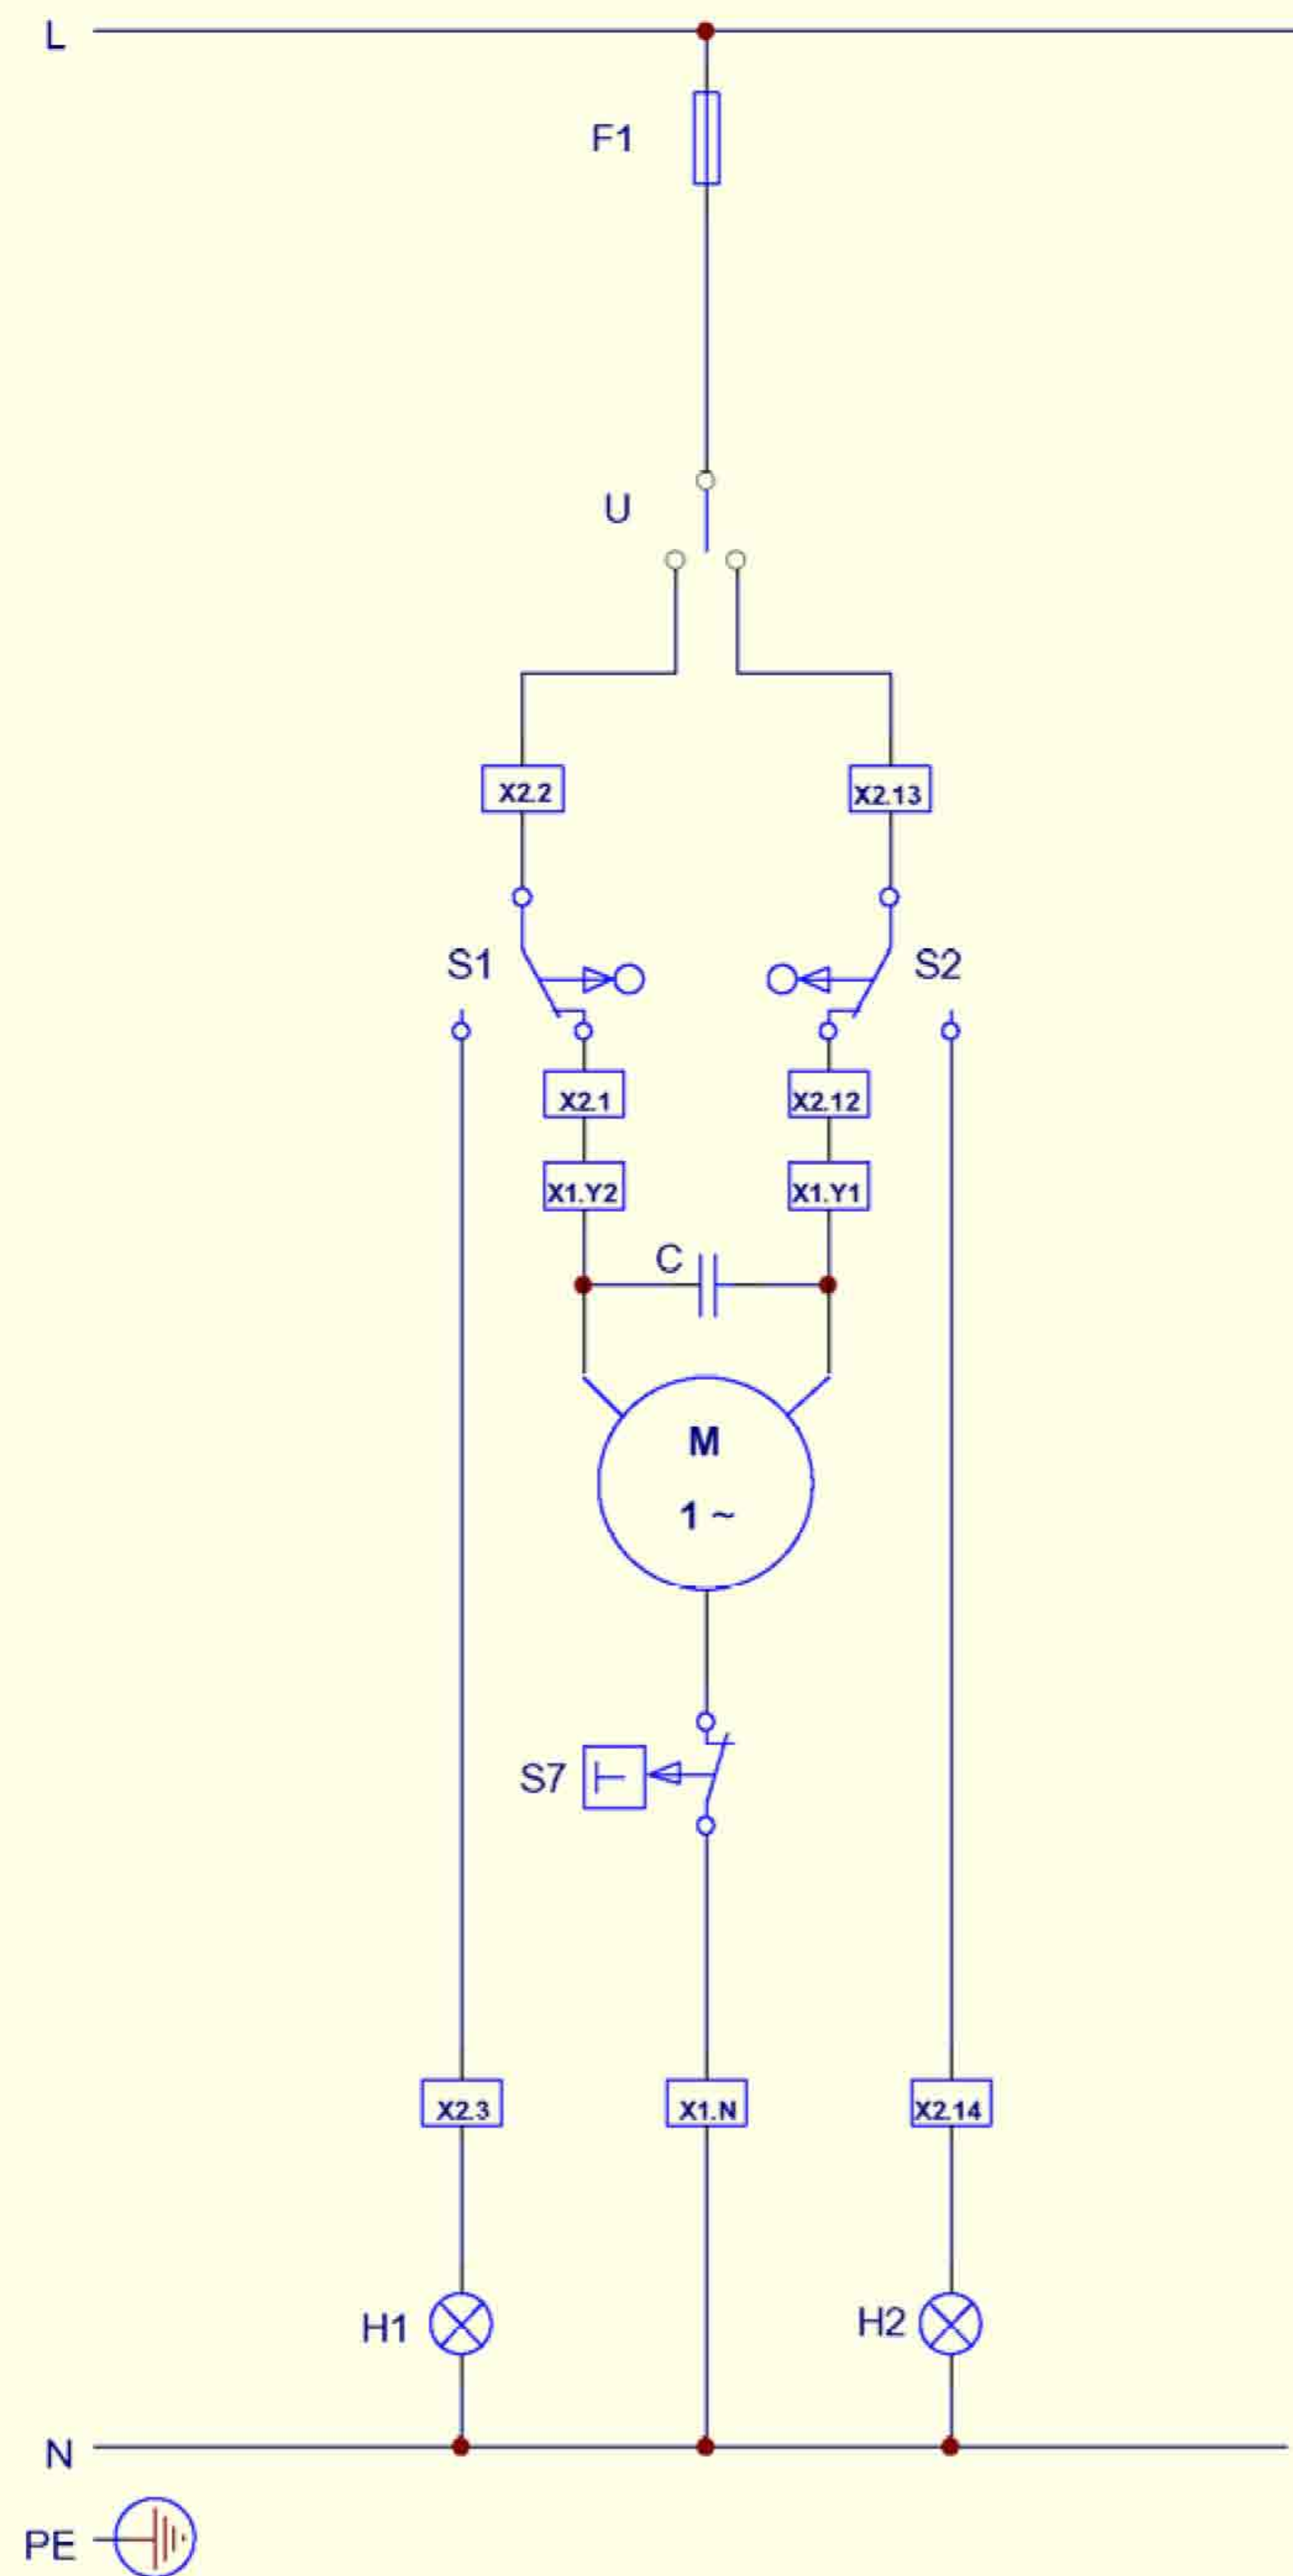 L
F1
U
X2.2
X2.13
S1
S2
X2.1
X2.12
X1.Y2
X1.Y1
C
M
1 ~
S7
X2.3
X1.N
X2.14
H1
H2
N
PE